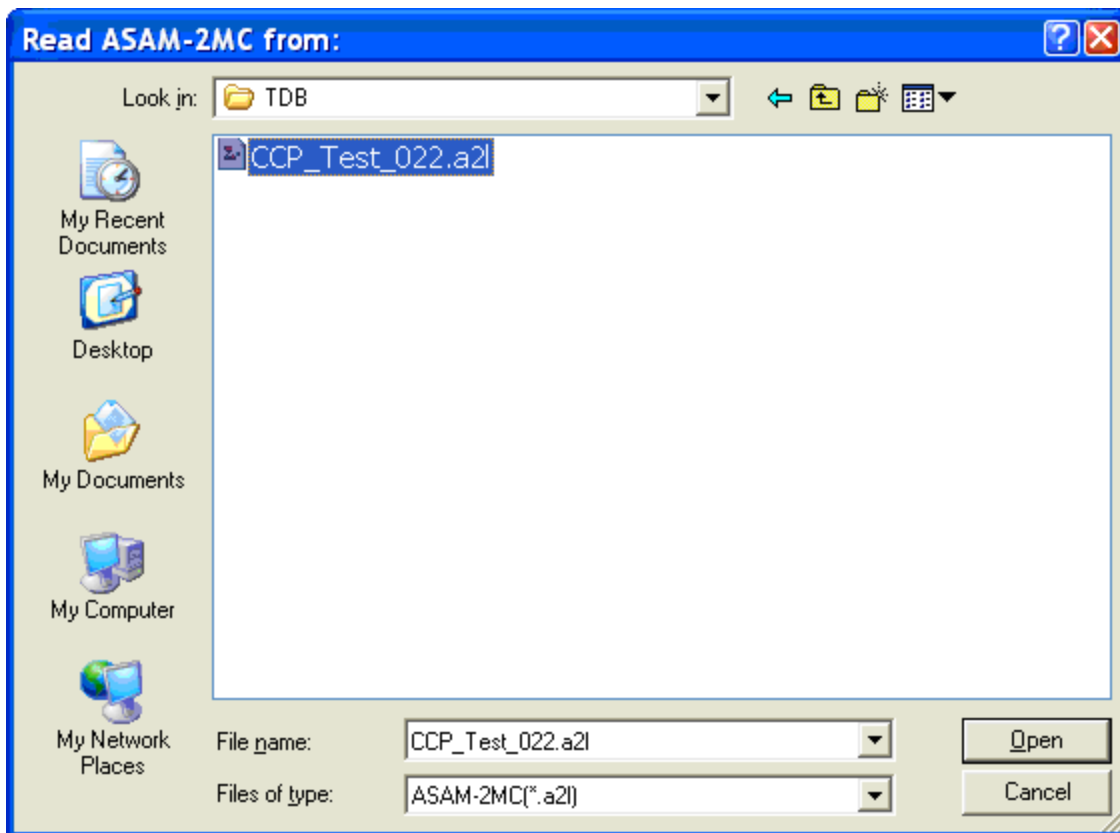 Read ASAM-2MC from:
Look in: TDB
CCP_Test_022.a2l
My Recent
Documents
Desktop
My Documents
My Computer
My Network
Places
File name: CCP_Test_022.a2l Open
Files of type: ASAM-2MC(*.a2l) Cancel